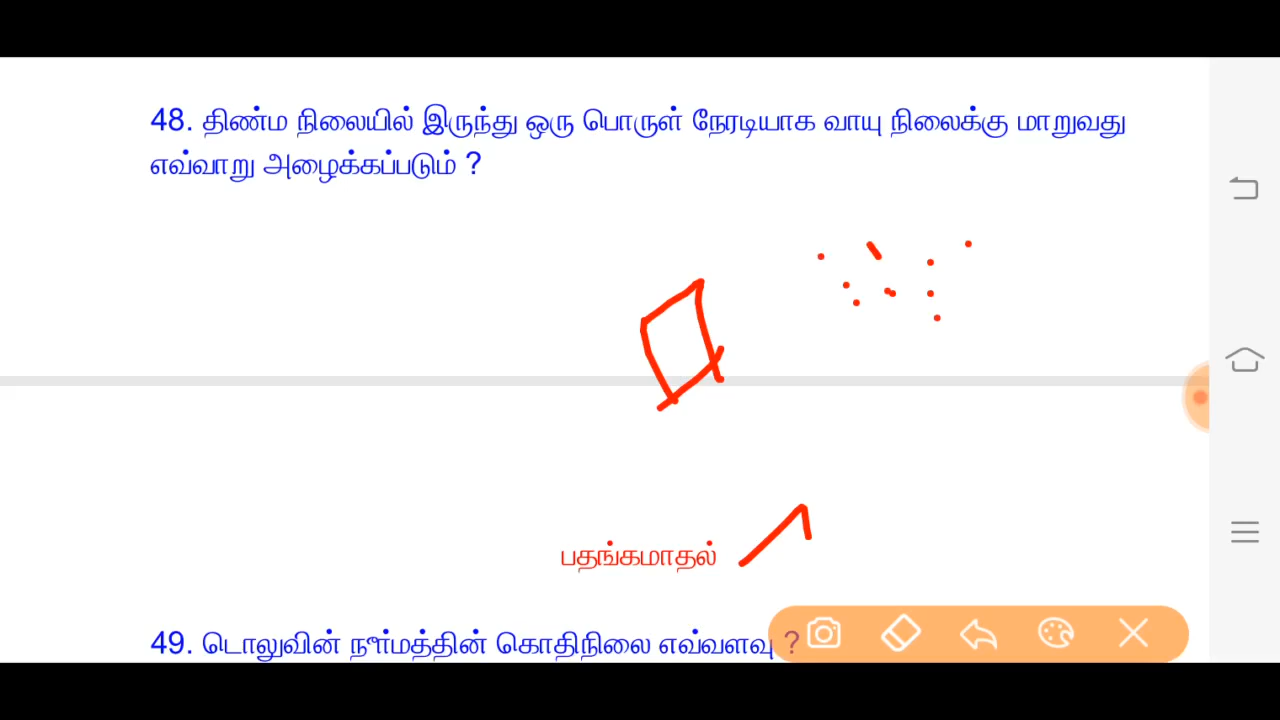 48. திண்ம நிலையில் இருந்து ஒரு பொருள் நேரடியாக வாயு நிலைக்கு மாறுவது
எவ்வாறு அழைக்கப்படும் ?
பதங்கமாதல்
49. டொலுவின் நீர்மத்தின் கொதிநிலை எவ்வளவு ?